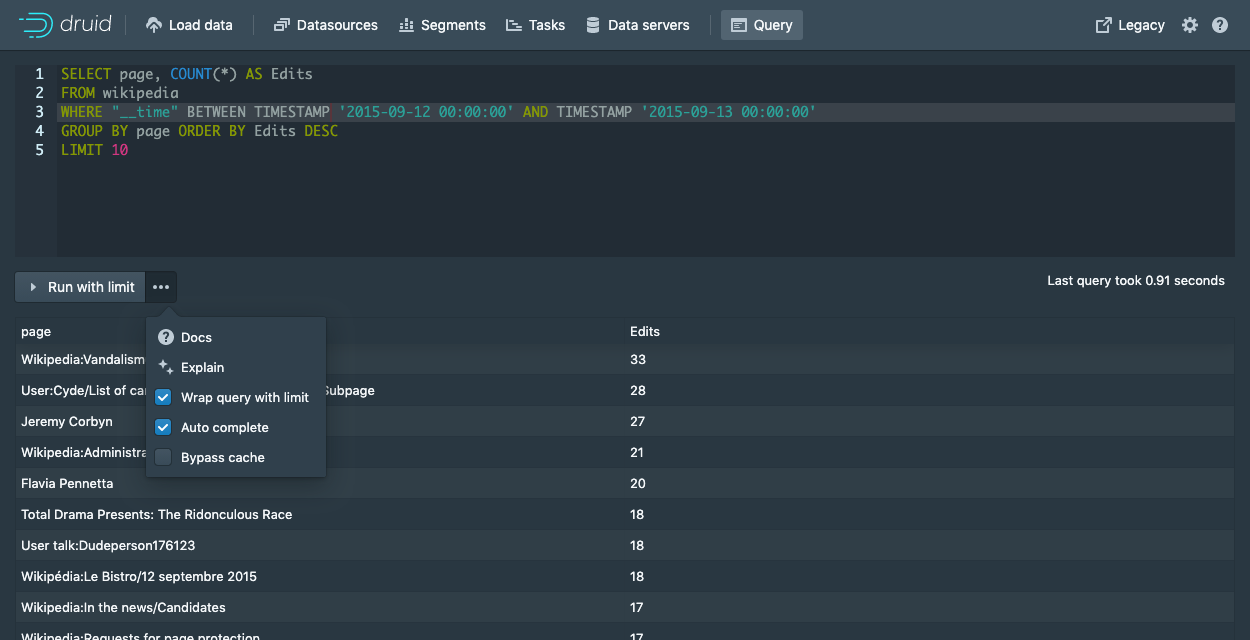 druid Load data Datasources Segments Tasks Data servers Query Legacy
1 SELECT page, COUNT(*) AS Edits
2 FROM wikipedia
3 WHERE "__time" BETWEEN TIMESTAMP '2015-09-12 00:00:00' AND TIMESTAMP '2015-09-13 00:00:00'
4 GROUP BY page ORDER BY Edits DESC
5 LIMIT 10
Run with limit ••• Last query took 0.91 seconds
Docs
Explain
Wrap query with limit
Auto complete
Bypass cache
page Edits
Wikipedia:Vandalism 33
User:Cyde/List of Subpage 28
Jeremy Corbyn 27
21
Flavia Pennetta 20
Total Drama Presents: The Ridonculous Race 18
User talk:Dudeperson176123 18
Wikipédia:Le Bistro/12 septembre 2015 18
Wikipedia:In the news/Candidates 17
Wikipedia:Requests for page protection 17